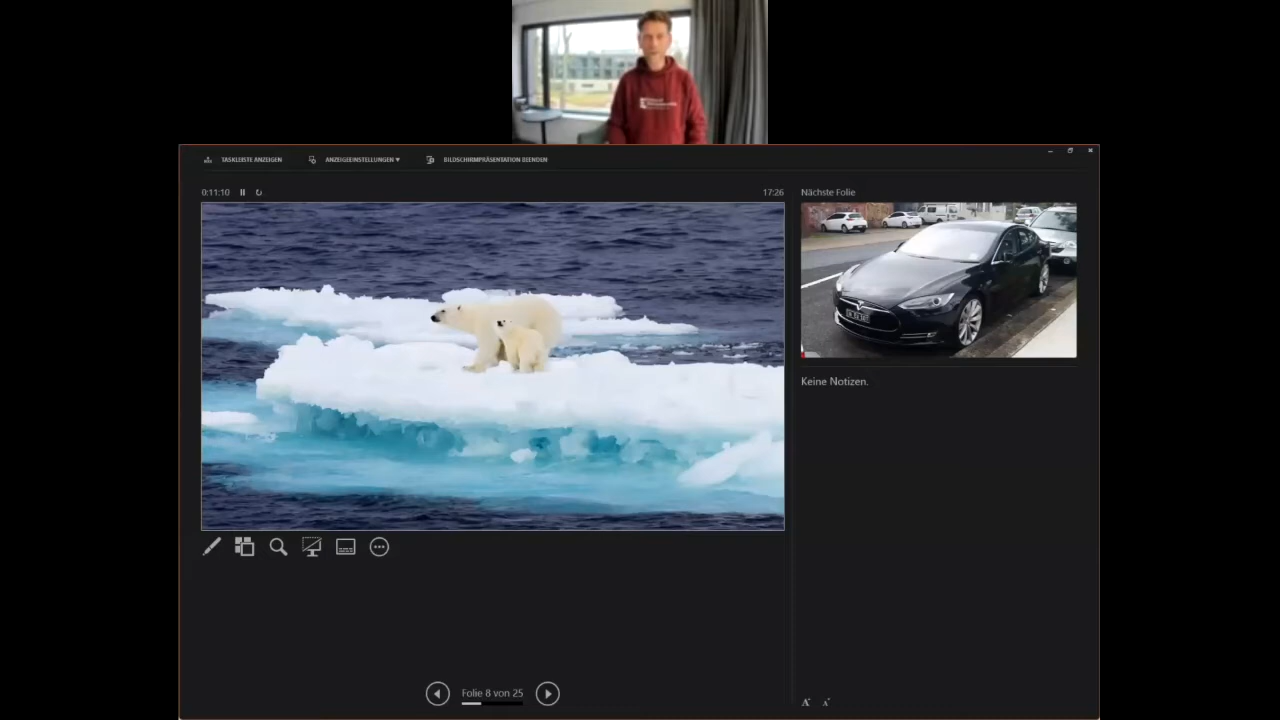 TASKLEISTE ANZEIGEN
ANZEIGEEINSTELLUNGEN ▼
BILDSCHIRMPRÄSENTATION BEENDEN
0:11:10
17:26
Nächste Folie
Keine Notizen.
Folie 8 von 25
A A